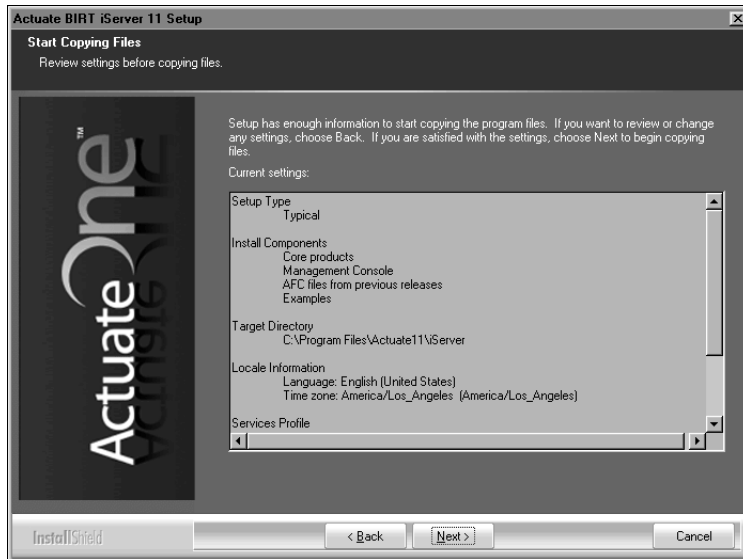 Actuate BIRT iServer 11 Setup
Start Copying Files
Review settings before copying files.
Setup has enough information to start copying the program files. If you want to review or change
any settings, choose Back. If you are satisfied with the settings, choose Next to begin copying
files.
Current settings:
Setup Type
Typical
Install Components
Core products
Management Console
AFC files from previous releases
Examples
Target Directory
C:\Program Files\Actuate11\iServer
Locale Information
Language: English (United States)
Time zone: America/Los_Angeles (America/Los_Angeles)
Services Profile
ActuateOne™
InstallShield
< Back
Next >
Cancel